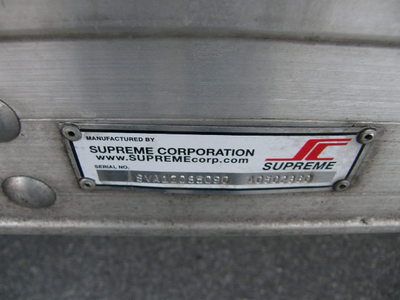 MANUFACTURED BY
SUPREME CORPORATION
www.SUPREMEcorp.com
SUPREME
SERIAL NO.